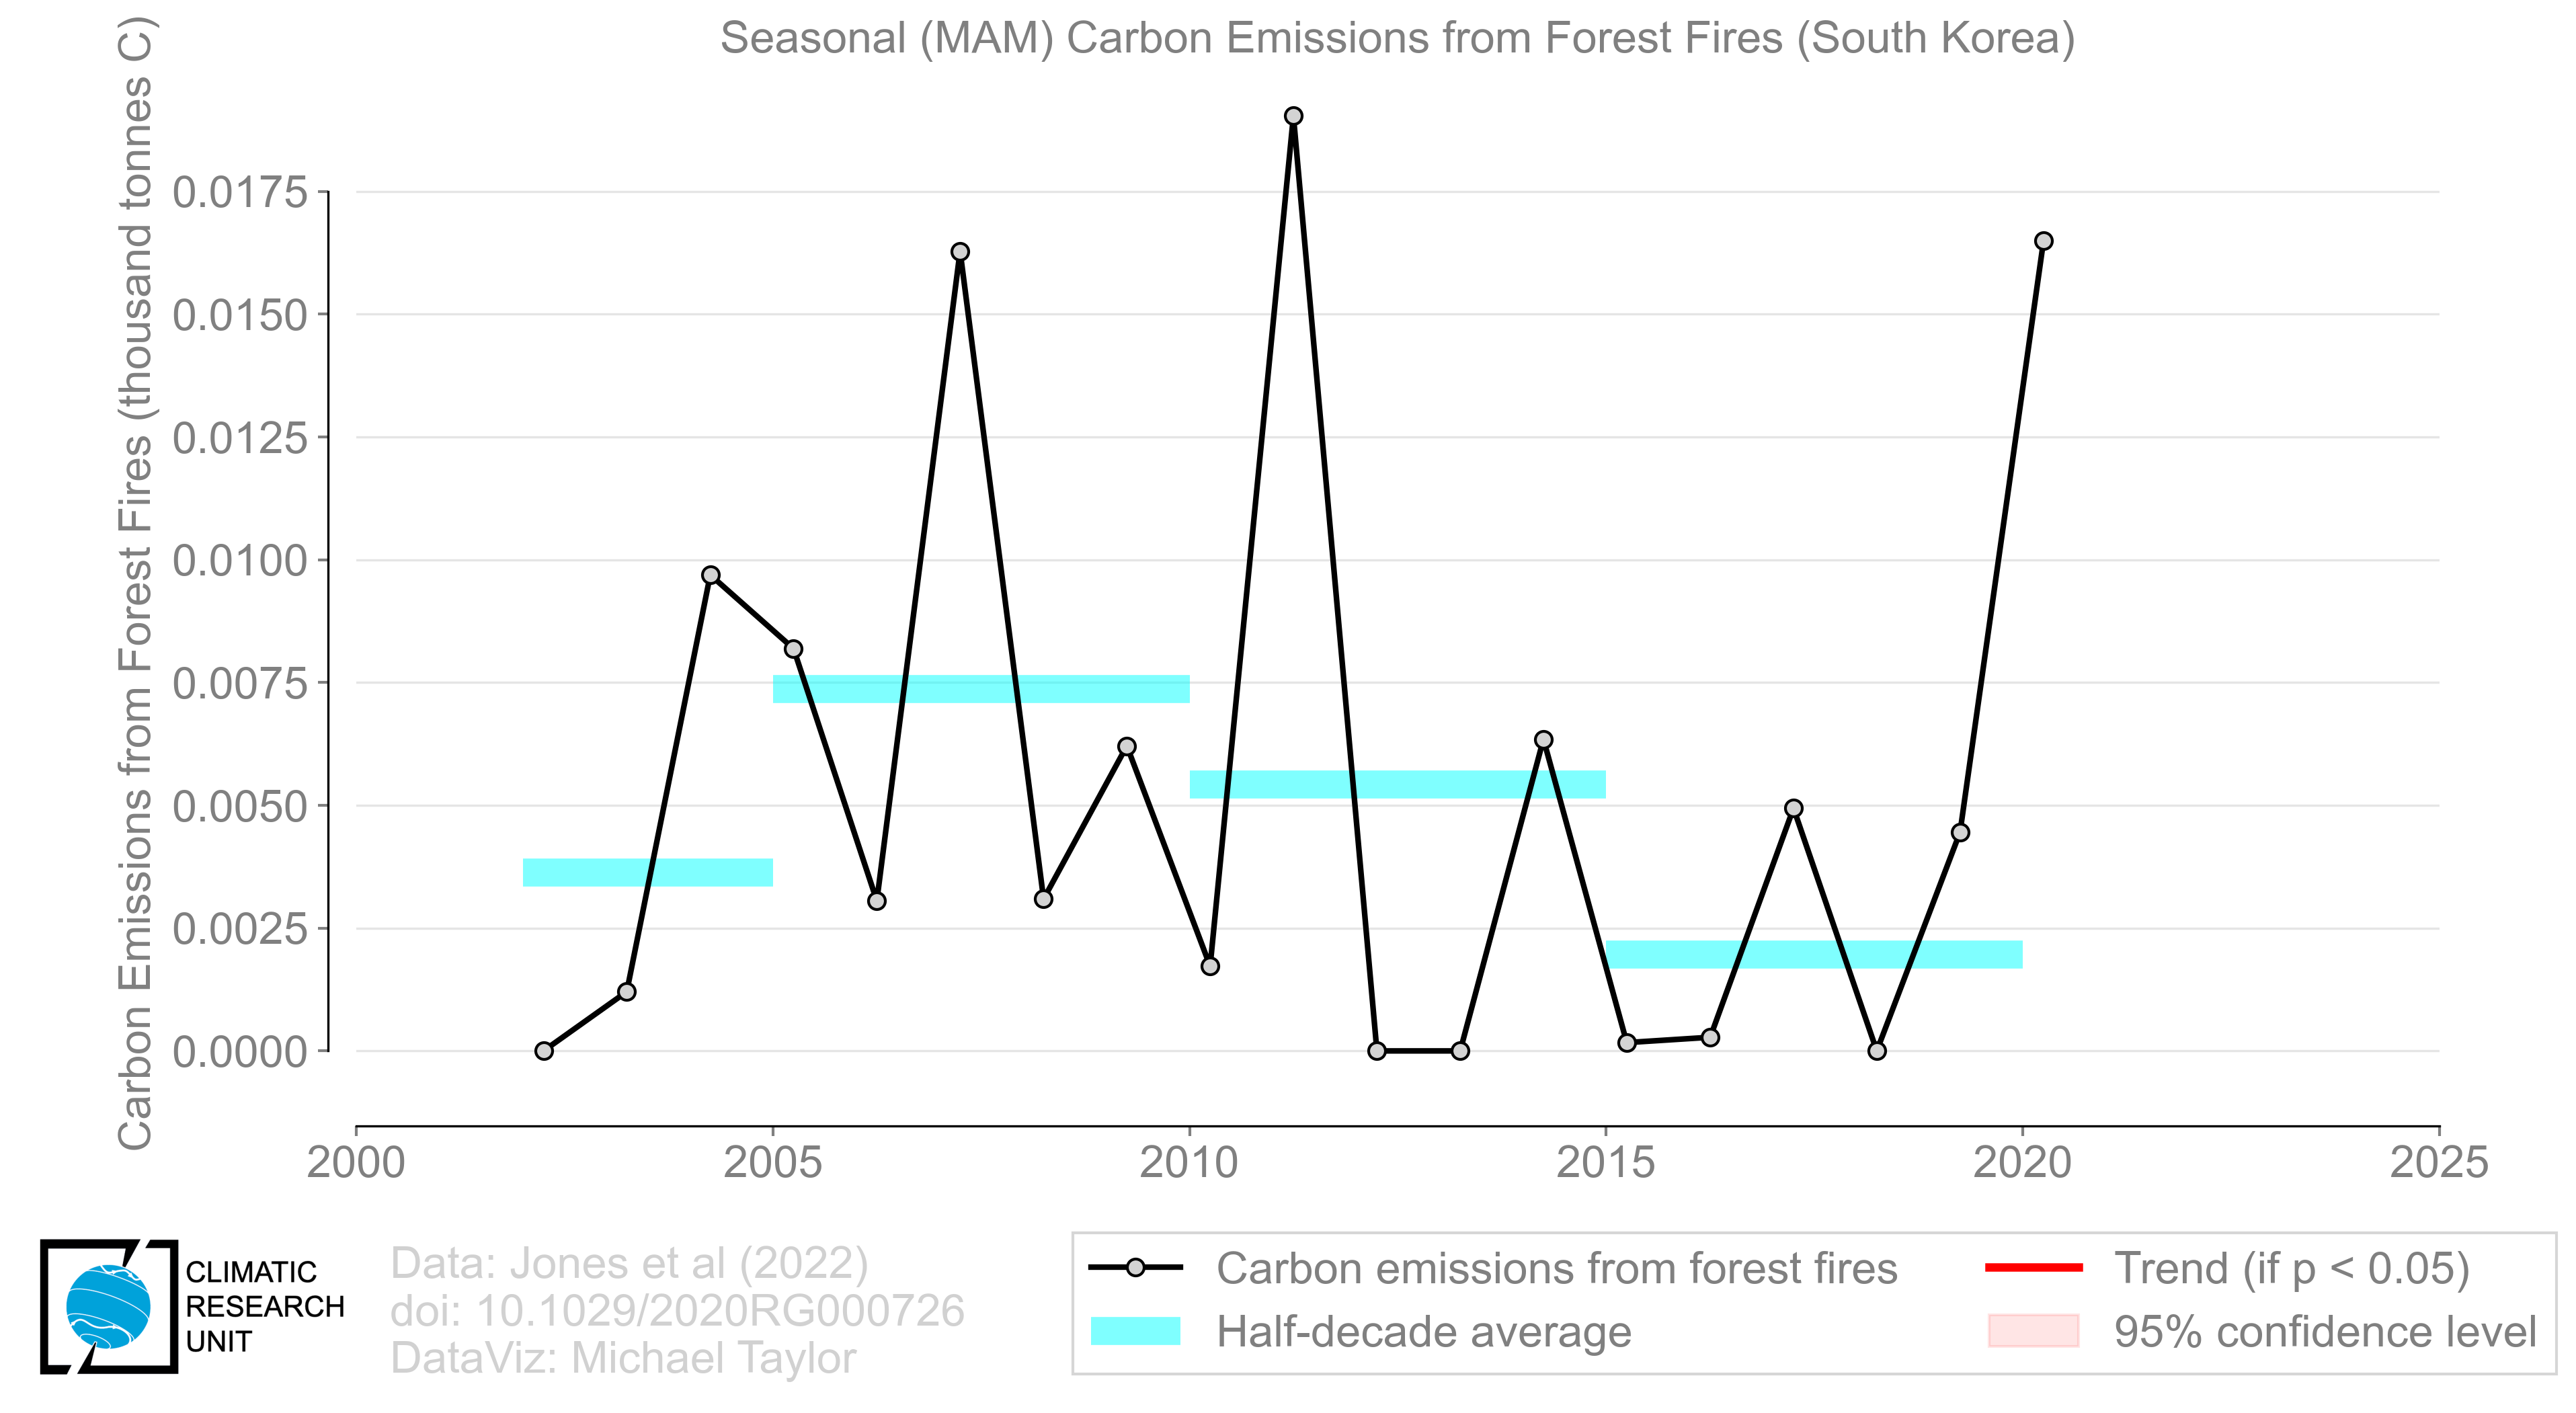 Seasonal (MAM) Carbon Emissions from Forest Fires (South Korea)
Carbon Emissions from Forest Fires (thousand tonnes C)
0.0175
0.0150
0.0125
0.0100
0.0075
0.0050
0.0025
0.0000
2000 2005 2010 2015 2020 2025
CLIMATIC
RESEARCH
UNIT
Data: Jones et al (2022)
doi: 10.1029/2020RG000726
DataViz: Michael Taylor
Carbon emissions from forest fires
Half-decade average
Trend (if p < 0.05)
95% confidence level